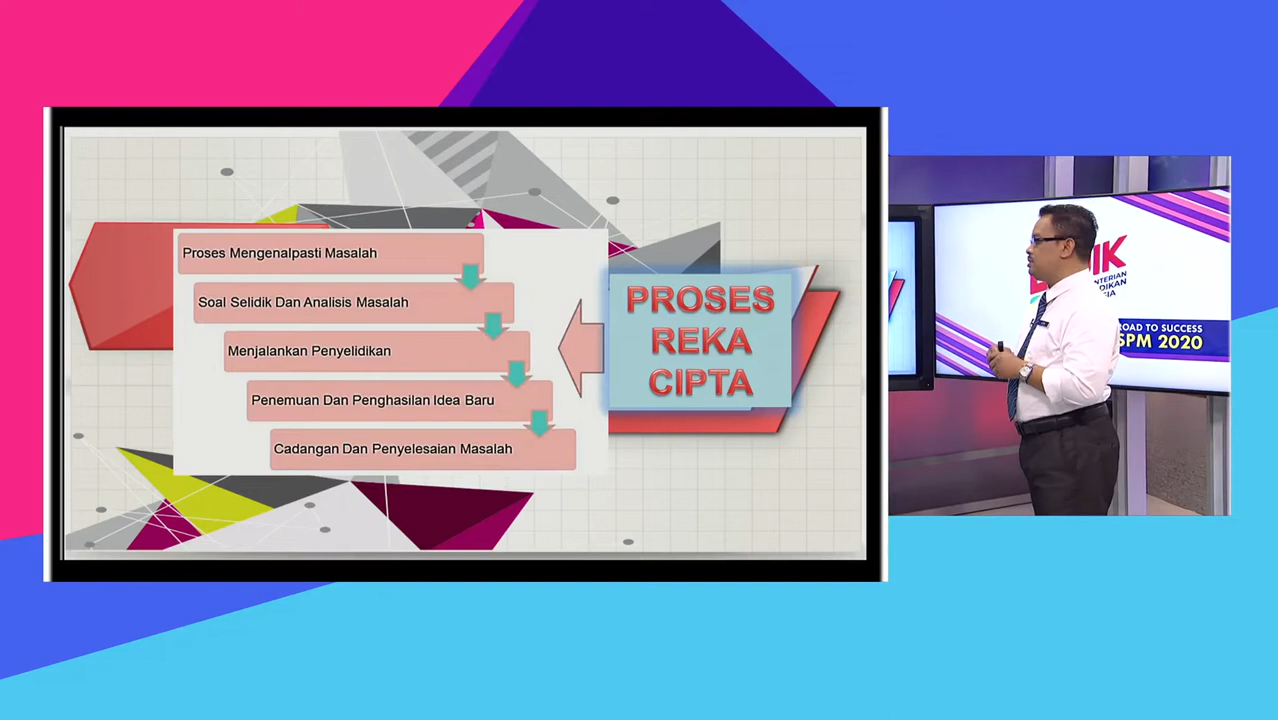 Proses Mengenalpasti Masalah
Soal Selidik Dan Analisis Masalah
Menjalankan Penyelidikan
Penemuan Dan Penghasilan Idea Baru
Cadangan Dan Penyelesaian Masalah
PROSES
REKA
CIPTA
ROAD TO SUCCESS
SPM 2020